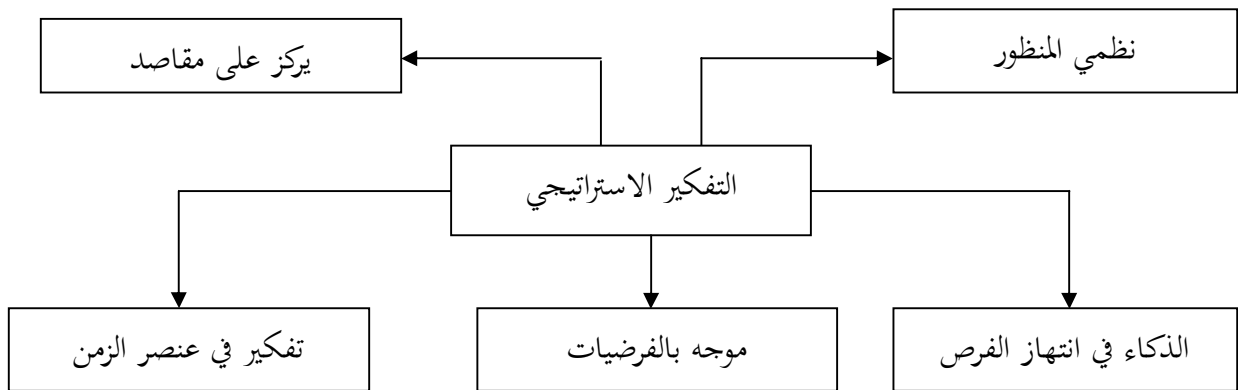 نظمي المنظور
يركز على مقاصد
التفكير الاستراتيجي
الذكاء في انتهاز الفرص
موجه بالفرضيات
تفكير في عنصر الزمن